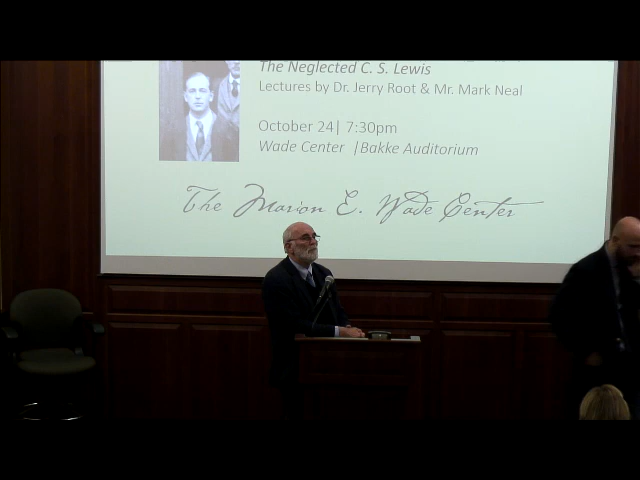 The Neglected C. S. Lewis
Lectures by Dr. Jerry Root & Mr. Mark Neal
October 24| 7:30pm
Wade Center |Bakke Auditorium
The Marion E. Wade Center